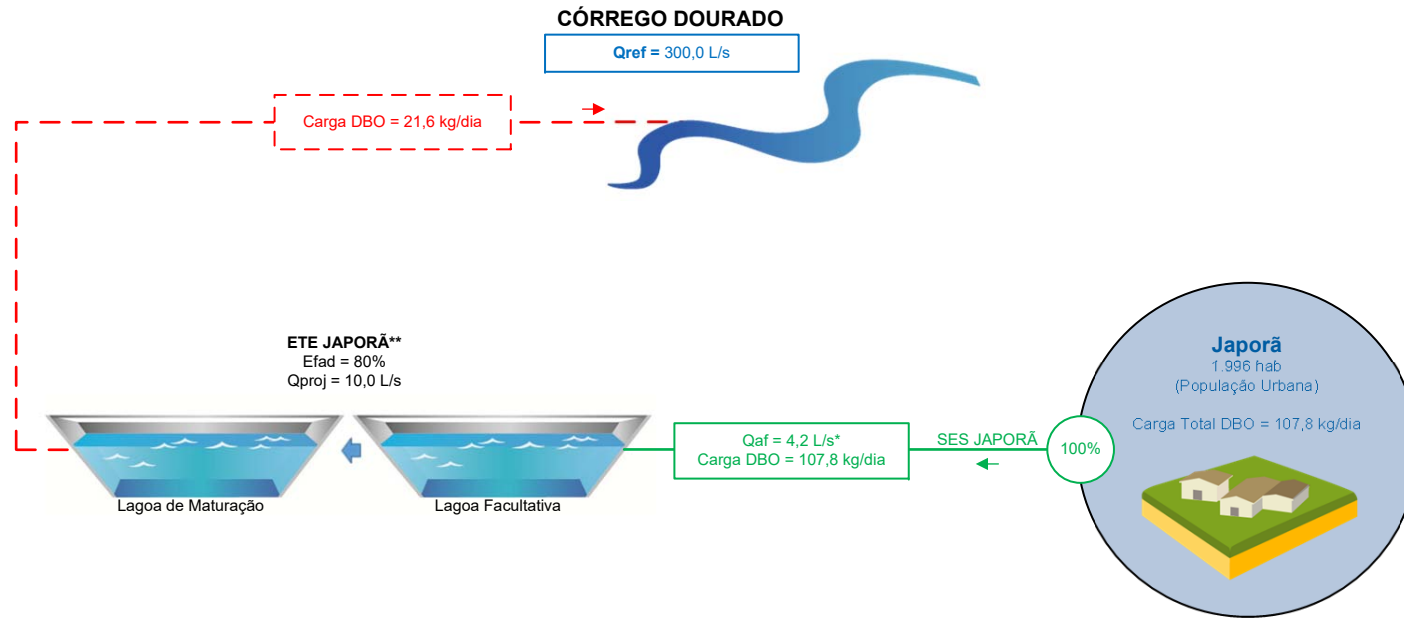 CÓRREGO DOURADO
Qref = 300,0 L/s
Carga DBO = 21,6 kg/dia
ETE JAPORÃ**
Efad = 80%
Qproj = 10,0 L/s
Lagoa de Maturação
Lagoa Facultativa
Qaf = 4,2 L/s*
Carga DBO = 107,8 kg/dia
SES JAPORÃ
100%
Japorã
1.996 hab
(População Urbana)
Carga Total DBO = 107,8 kg/dia